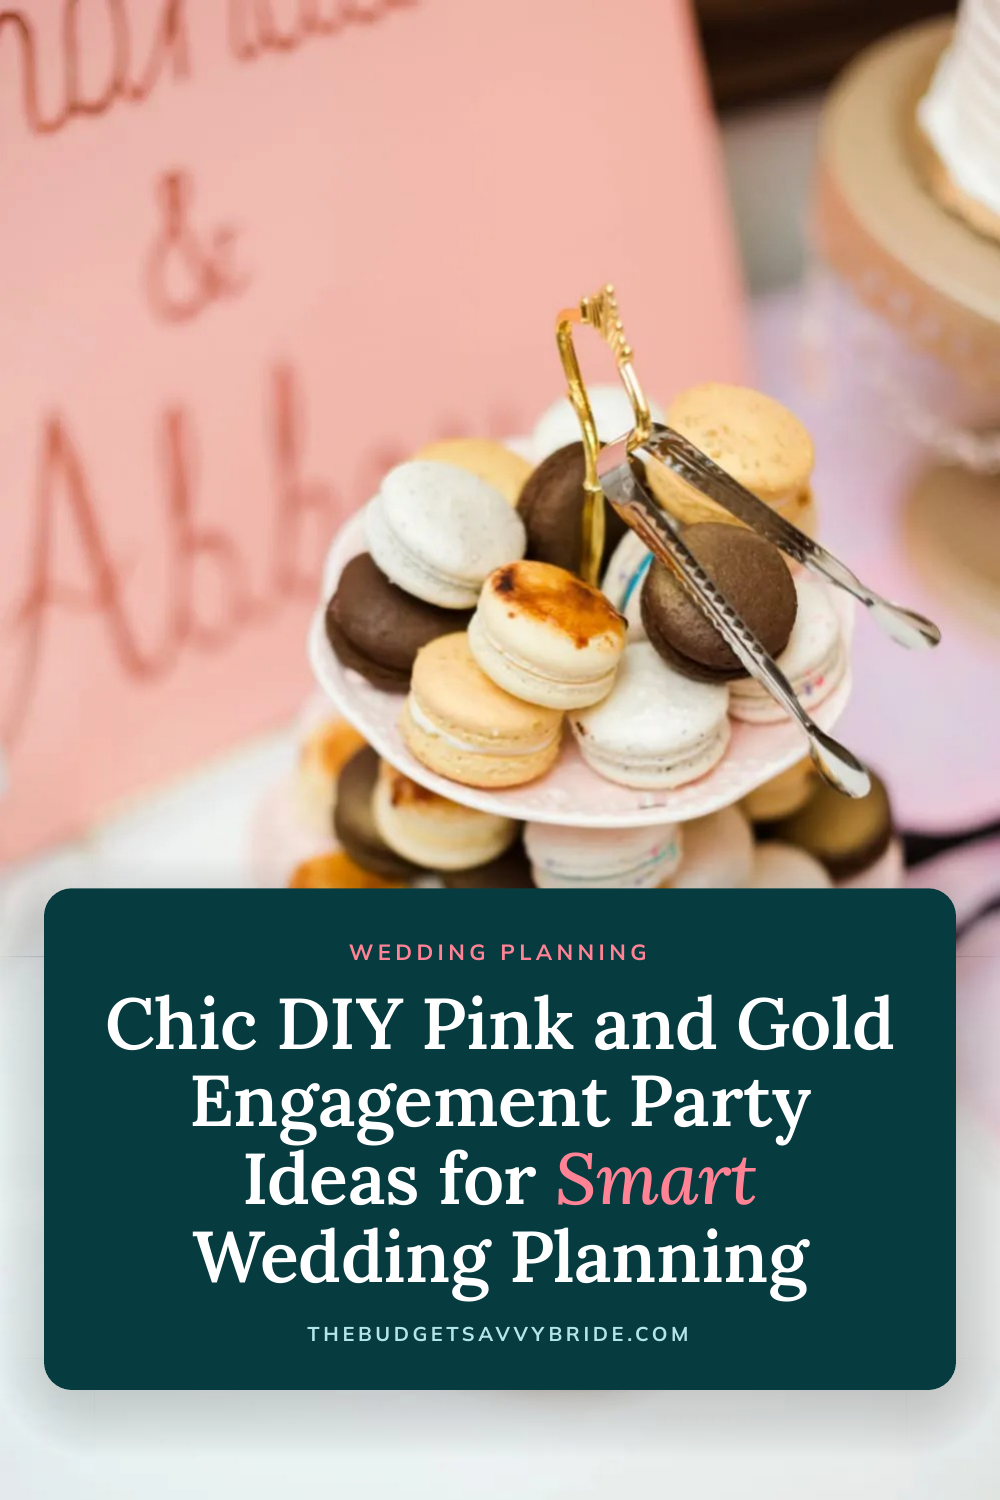 &
WEDDING PLANNING
Chic DIY Pink and Gold
Engagement Party
Ideas for Smart
Wedding Planning
THEBUDGETSAVVYBRIDE.COM